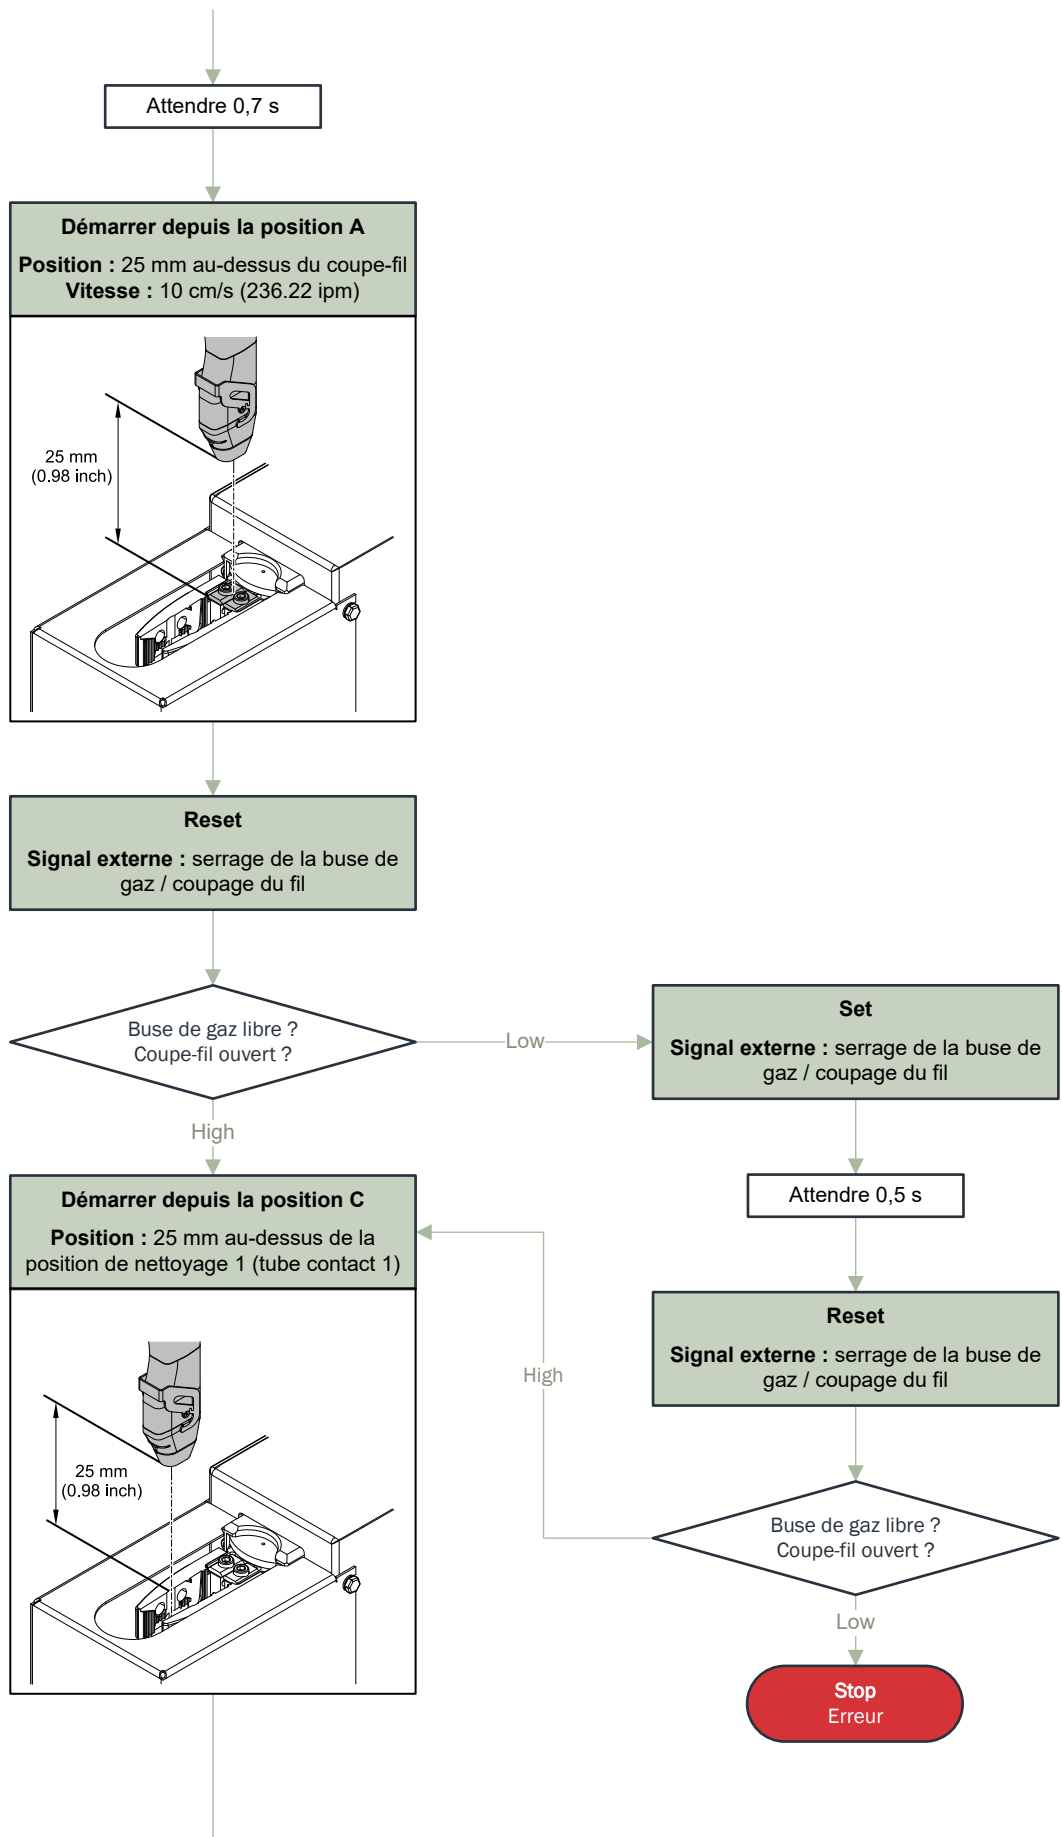 Attendre 0,7 s
Démarrer depuis la position A
Position : 25 mm au-dessus du coupe-fil
Vitesse : 10 cm/s (236.22 ipm)
25 mm
(0.98 inch)
Reset
Signal externe : serrage de la buse de
gaz / coupage du fil
Buse de gaz libre ?
Coupe-fil ouvert ?
Low
Set
Signal externe : serrage de la buse de
gaz / coupage du fil
High
Démarrer depuis la position C
Position : 25 mm au-dessus de la
position de nettoyage 1 (tube contact 1)
Attendre 0,5 s
Reset
Signal externe : serrage de la buse de
gaz / coupage du fil
High
25 mm
(0.98 inch)
Buse de gaz libre ?
Coupe-fil ouvert ?
Low
Stop
Erreur